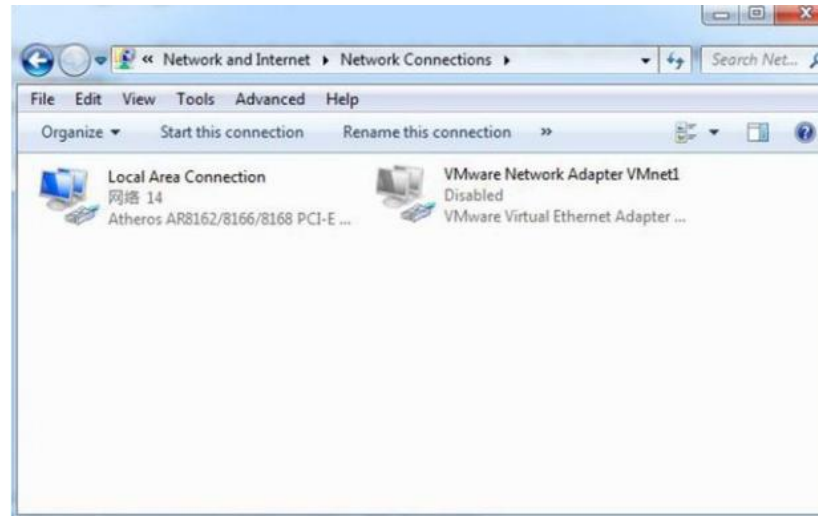 « Network and Internet ▸ Network Connections ▸
Search Net...
File Edit View Tools Advanced Help
Organize ▾ Start this connection Rename this connection »
Local Area Connection
网络 14
Atheros AR8162/8166/8168 PCI-E ...
VMware Network Adapter VMnet1
Disabled
VMware Virtual Ethernet Adapter ...